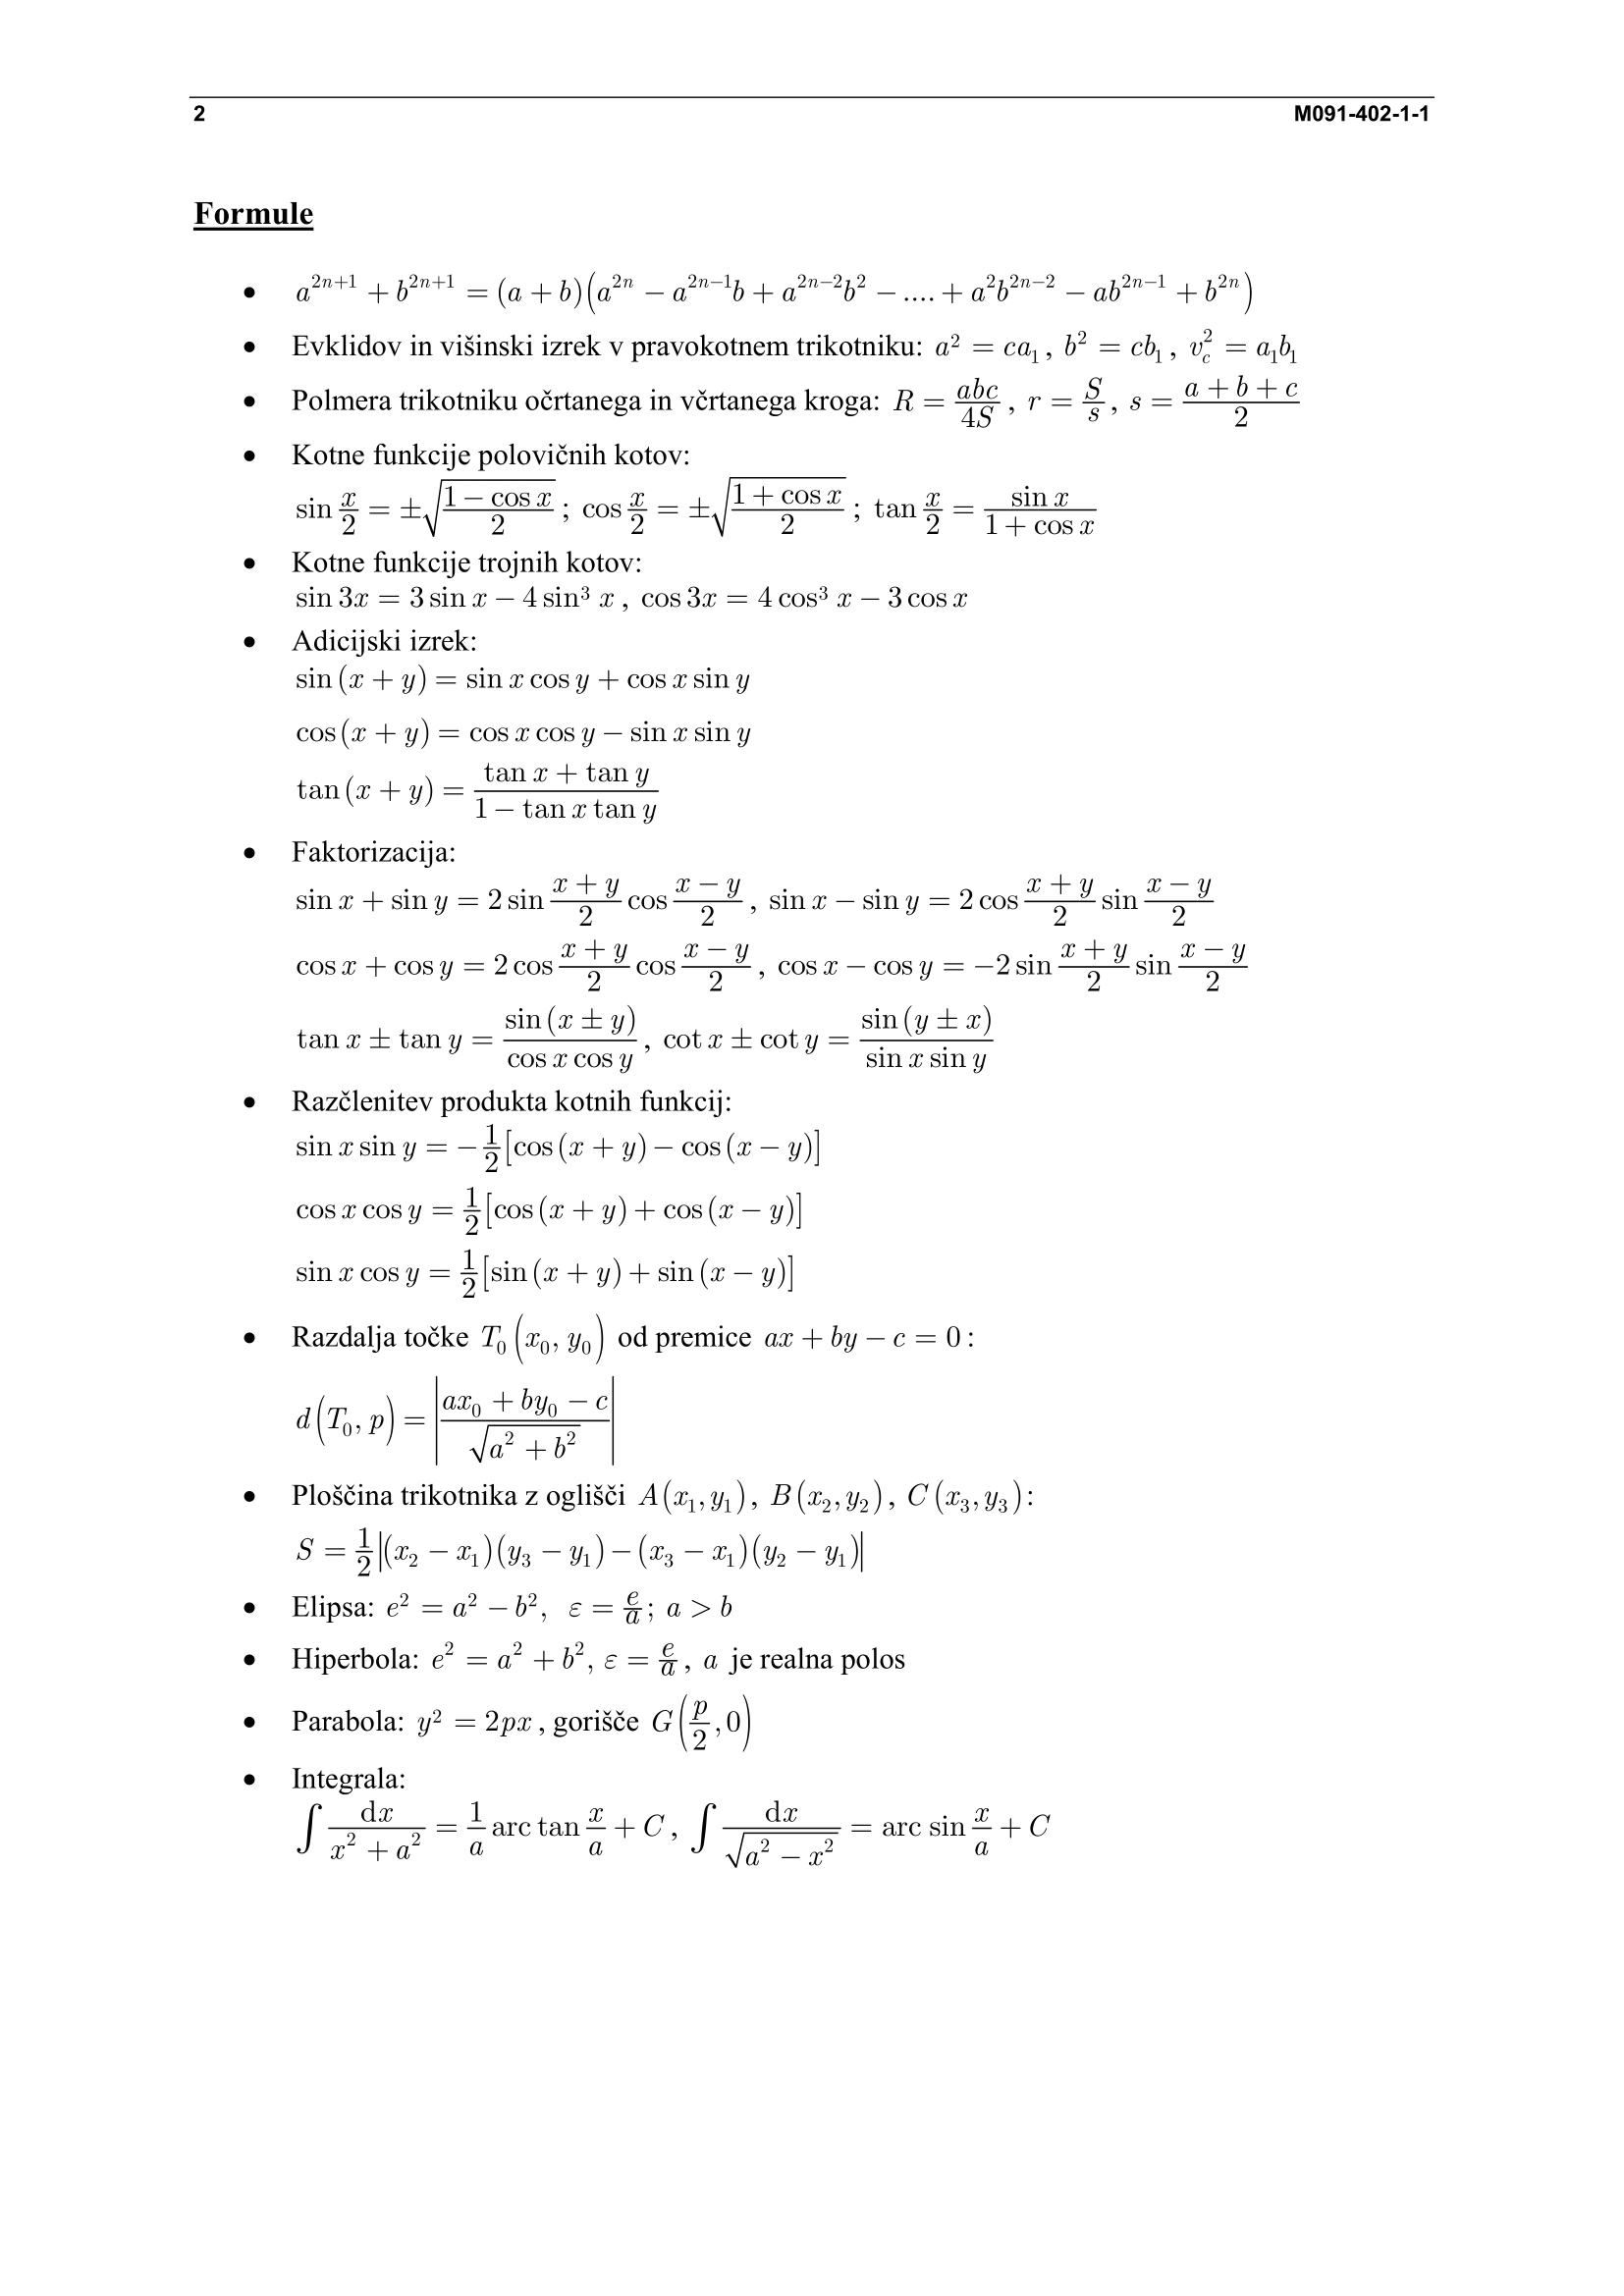 2 M091-402-1-1
Formule
• $a^{2n+1} + b^{2n+1} = (a + b)\left(a^{2n} - a^{2n-1}b + a^{2n-2}b^2 - .... + a^2b^{2n-2} - ab^{2n-1} + b^{2n}\right)$
• Evklidov in višinski izrek v pravokotnem trikotniku: $a^2 = ca_1$, $b^2 = cb_1$, $v_c^2 = a_1b_1$
• Polmera trikotniku očrtanega in včrtanega kroga: $R = \frac{abc}{4S}$, $r = \frac{S}{s}$, $s = \frac{a + b + c}{2}$
• Kotne funkcije polovičnih kotov:
$\sin\frac{x}{2} = \pm\sqrt{\frac{1 - \cos x}{2}}$; $\cos\frac{x}{2} = \pm\sqrt{\frac{1 + \cos x}{2}}$; $\tan\frac{x}{2} = \frac{\sin x}{1 + \cos x}$
• Kotne funkcije trojnih kotov:
$\sin 3x = 3\sin x - 4\sin^3 x$, $\cos 3x = 4\cos^3 x - 3\cos x$
• Adicijski izrek:
$\sin(x + y) = \sin x\cos y + \cos x\sin y$
$\cos(x + y) = \cos x\cos y - \sin x\sin y$
$\tan(x + y) = \frac{\tan x + \tan y}{1 - \tan x\tan y}$
• Faktorizacija:
$\sin x + \sin y = 2\sin\frac{x + y}{2}\cos\frac{x - y}{2}$, $\sin x - \sin y = 2\cos\frac{x + y}{2}\sin\frac{x - y}{2}$
$\cos x + \cos y = 2\cos\frac{x + y}{2}\cos\frac{x - y}{2}$, $\cos x - \cos y = -2\sin\frac{x + y}{2}\sin\frac{x - y}{2}$
$\tan x \pm \tan y = \frac{\sin(x \pm y)}{\cos x\cos y}$, $\cot x \pm \cot y = \frac{\sin(y \pm x)}{\sin x\sin y}$
• Razčlenitev produkta kotnih funkcij:
$\sin x\sin y = -\frac{1}{2}[\cos(x + y) - \cos(x - y)]$
$\cos x\cos y = \frac{1}{2}[\cos(x + y) + \cos(x - y)]$
$\sin x\cos y = \frac{1}{2}[\sin(x + y) + \sin(x - y)]$
• Razdalja točke $T_0(x_0, y_0)$ od premice $ax + by - c = 0$:
$d(T_0, p) = \left|\frac{ax_0 + by_0 - c}{\sqrt{a^2 + b^2}}\right|$
• Ploščina trikotnika z oglišči $A(x_1, y_1)$, $B(x_2, y_2)$, $C(x_3, y_3)$:
$S = \frac{1}{2}|(x_2 - x_1)(y_3 - y_1) - (x_3 - x_1)(y_2 - y_1)|$
• Elipsa: $e^2 = a^2 - b^2$, $\varepsilon = \frac{e}{a}$; $a > b$
• Hiperbola: $e^2 = a^2 + b^2$, $\varepsilon = \frac{e}{a}$, $a$ je realna polos
• Parabola: $y^2 = 2px$, gorišče $G\left(\frac{p}{2}, 0\right)$
• Integrala:
$\int\frac{\mathrm{d}x}{x^2 + a^2} = \frac{1}{a}\operatorname{arc\,tan}\frac{x}{a} + C$, $\int\frac{\mathrm{d}x}{\sqrt{a^2 - x^2}} = \operatorname{arc\,sin}\frac{x}{a} + C$